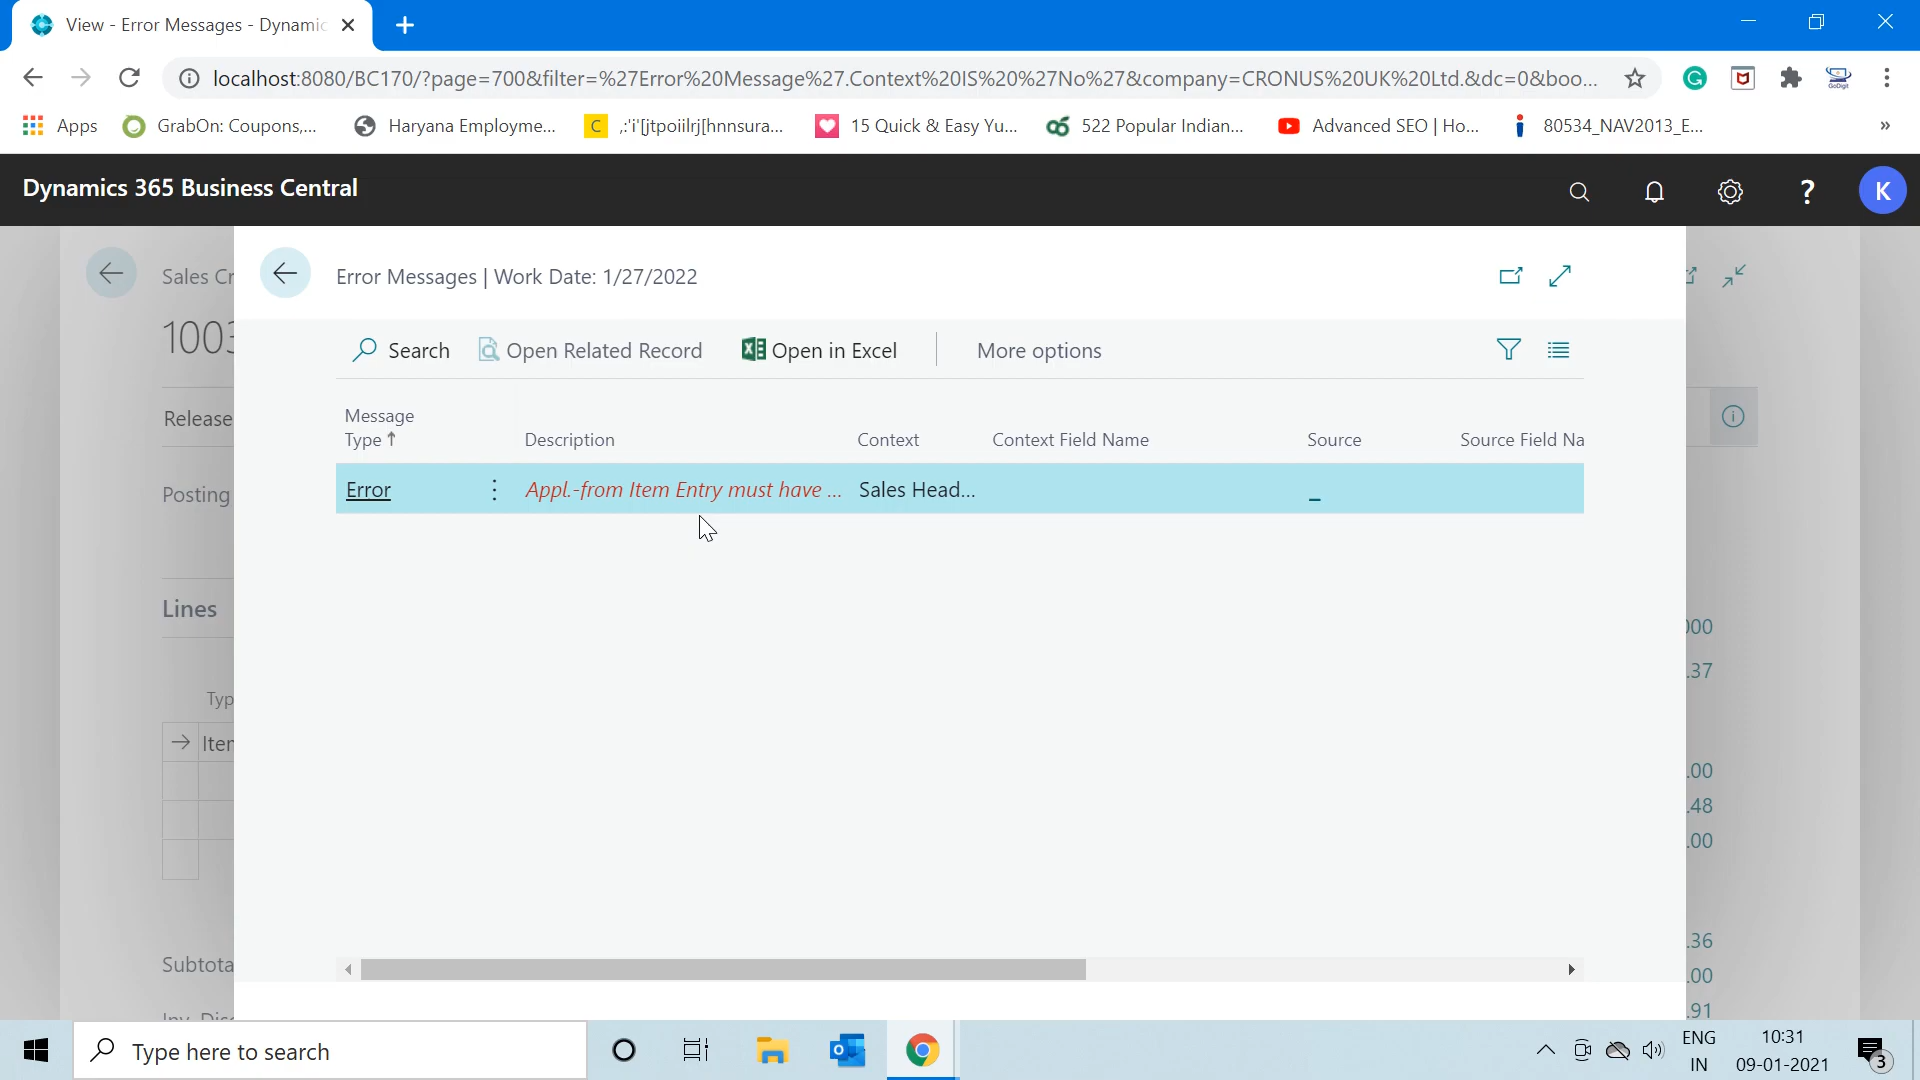 View - Error Messages - Dynamic
localhost:8080/BC170/?page=700&filter=%27Error%20Message%27.Context%20IS%20%27No%27&company=CRONUS%20UK%20Ltd.&dc=0&boo...
Apps
GrabOn: Coupons,...
Haryana Employme...
C
,:'i'[jtpoiilrj[hnnsura...
15 Quick & Easy Yu...
522 Popular Indian...
Advanced SEO | Ho...
80534_NAV2013_E...
»
Dynamics 365 Business Central
?
K
Sales Cr
Error Messages | Work Date: 1/27/2022
1003
Search
Open Related Record
Open in Excel
More options
Release
Message
Type ↑
Description
Context
Context Field Name
Source
Source Field Na
Error
Appl.-from Item Entry must have ...
Sales Head...
_
Posting
Lines
000
.37
Typ
Item
.00
.48
.00
.36
Subtota
.00
.91
Inv. Disc
Type here to search
ENG
IN
10:31
09-01-2021
3